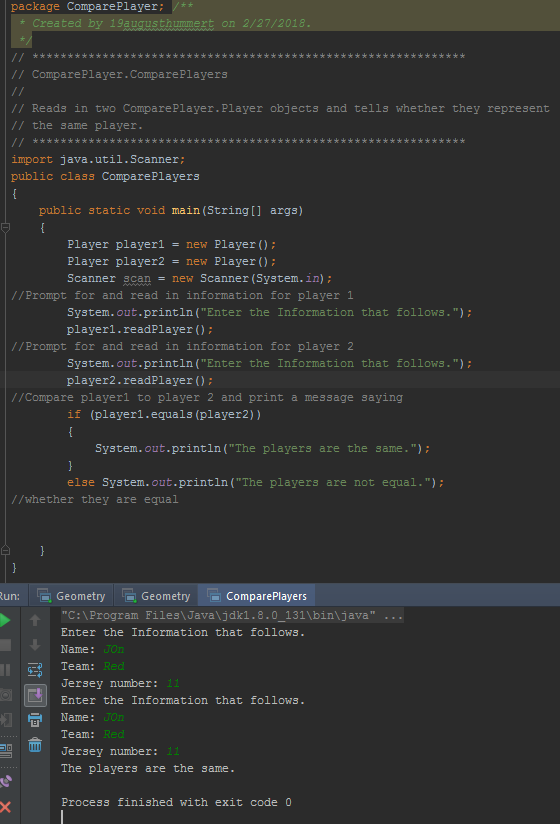 package ComparePlayer; /**
 * Created by 19augusthummert on 2/27/2018.
 */
// **************************************************************
// ComparePlayer.ComparePlayers
//
// Reads in two ComparePlayer.Player objects and tells whether they represent
// the same player.
// **************************************************************
import java.util.Scanner;
public class ComparePlayers
{
    public static void main(String[] args)
    {
        Player player1 = new Player();
        Player player2 = new Player();
        Scanner scan = new Scanner(System.in);
//Prompt for and read in information for player 1
        System.out.println("Enter the Information that follows.");
        player1.readPlayer();
//Prompt for and read in information for player 2
        System.out.println("Enter the Information that follows.");
        player2.readPlayer();
//Compare player1 to player 2 and print a message saying
        if (player1.equals(player2))
        {
            System.out.println("The players are the same.");
        }
        else System.out.println("The players are not equal.");
//whether they are equal
    }
}
Run: Geometry Geometry ComparePlayers
"C:\Program Files\Java\jdk1.8.0_131\bin\java" ...
Enter the Information that follows.
Name: JOn
Team: Red
Jersey number: 11
Enter the Information that follows.
Name: JOn
Team: Red
Jersey number: 11
The players are the same.
Process finished with exit code 0